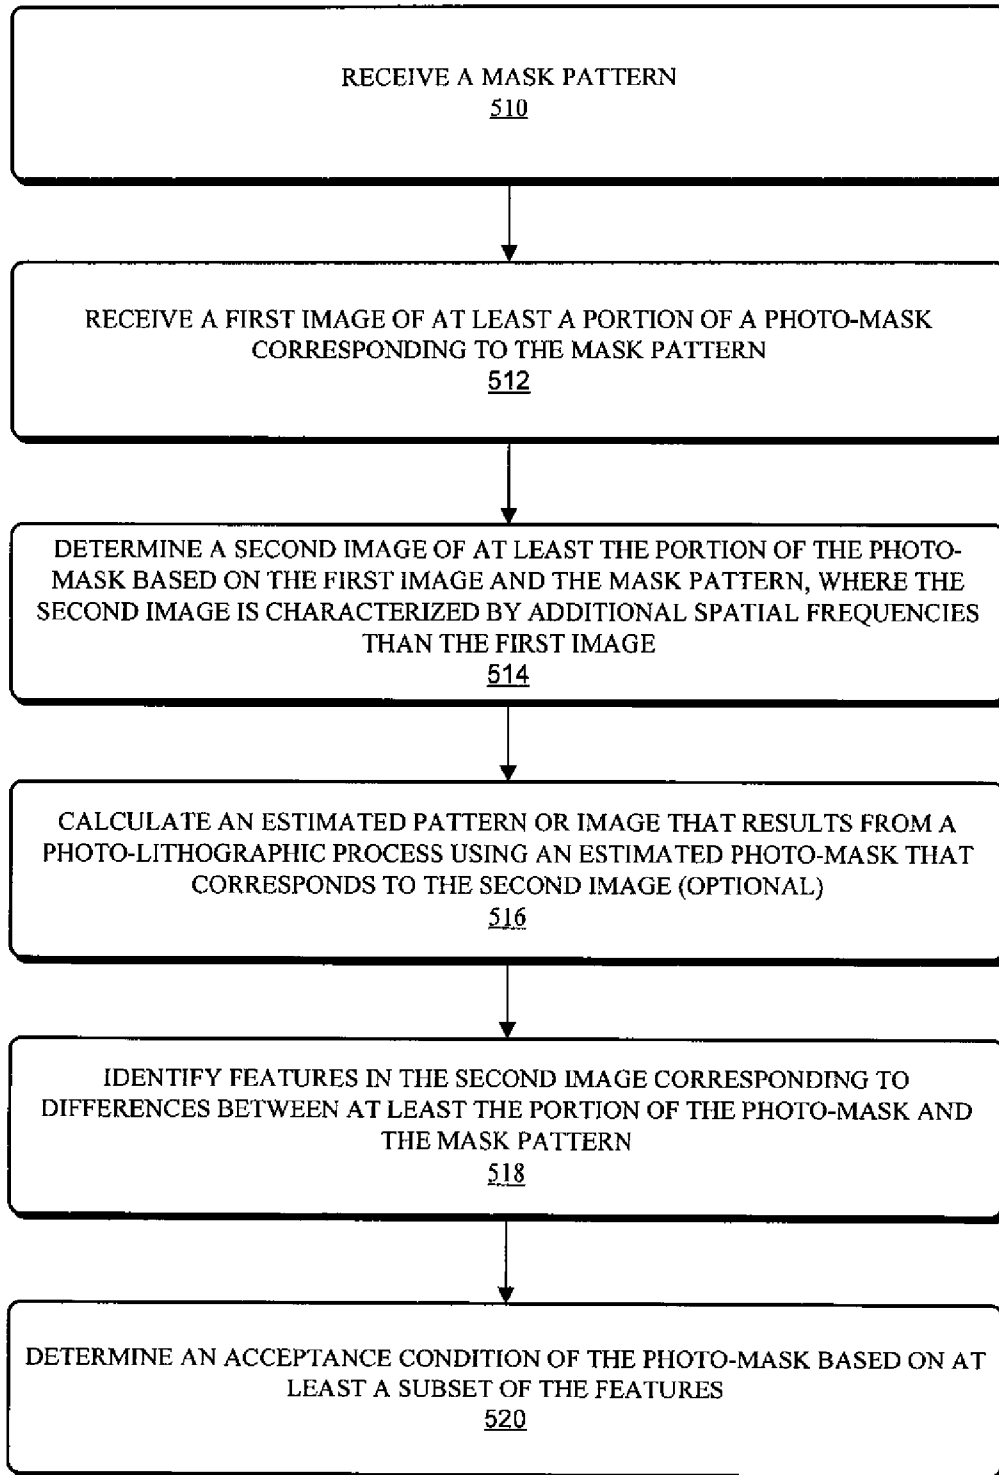 RECEIVE A MASK PATTERN
510
RECEIVE A FIRST IMAGE OF AT LEAST A PORTION OF A PHOTO-MASK
CORRESPONDING TO THE MASK PATTERN
512
DETERMINE A SECOND IMAGE OF AT LEAST THE PORTION OF THE PHOTO-
MASK BASED ON THE FIRST IMAGE AND THE MASK PATTERN, WHERE THE
SECOND IMAGE IS CHARACTERIZED BY ADDITIONAL SPATIAL FREQUENCIES
THAN THE FIRST IMAGE
514
CALCULATE AN ESTIMATED PATTERN OR IMAGE THAT RESULTS FROM A
PHOTO-LITHOGRAPHIC PROCESS USING AN ESTIMATED PHOTO-MASK THAT
CORRESPONDS TO THE SECOND IMAGE (OPTIONAL)
516
IDENTIFY FEATURES IN THE SECOND IMAGE CORRESPONDING TO
DIFFERENCES BETWEEN AT LEAST THE PORTION OF THE PHOTO-MASK AND
THE MASK PATTERN
518
DETERMINE AN ACCEPTANCE CONDITION OF THE PHOTO-MASK BASED ON AT
LEAST A SUBSET OF THE FEATURES
520